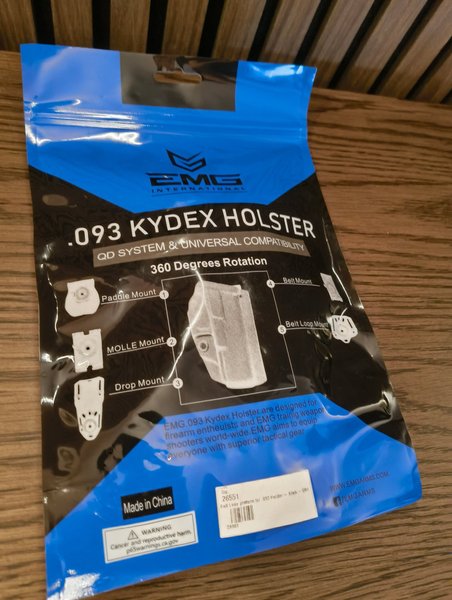 EMG
INTERNATIONAL
.093 KYDEX HOLSTER
QD SYSTEM & UNIVERSAL COMPATIBILITY
360 Degrees Rotation
Paddle Mount 1
MOLLE Mount 2
Drop Mount 3
4 Belt Mount
5 Belt Loop Mount
EMG .093 Kydex Holster are designed for
firearm entheuists and EMG traing weapon
shooters world-wide.EMG aims to equip
everyone with superior tactical gear.
Made in China
WARNING
Cancer and reproductive harm
p65warnings.ca.gov
26551
WWW.EMGARMS.COM